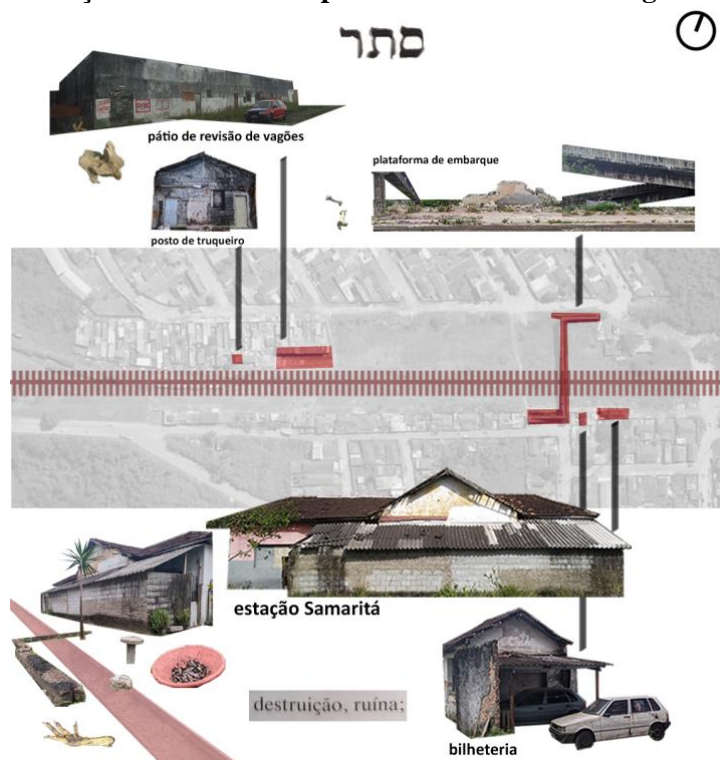 סתר
pátio de revisão de vagões
plataforma de embarque
posto de truqueiro
estação Samaritá
destruição, ruína;
bilheteria